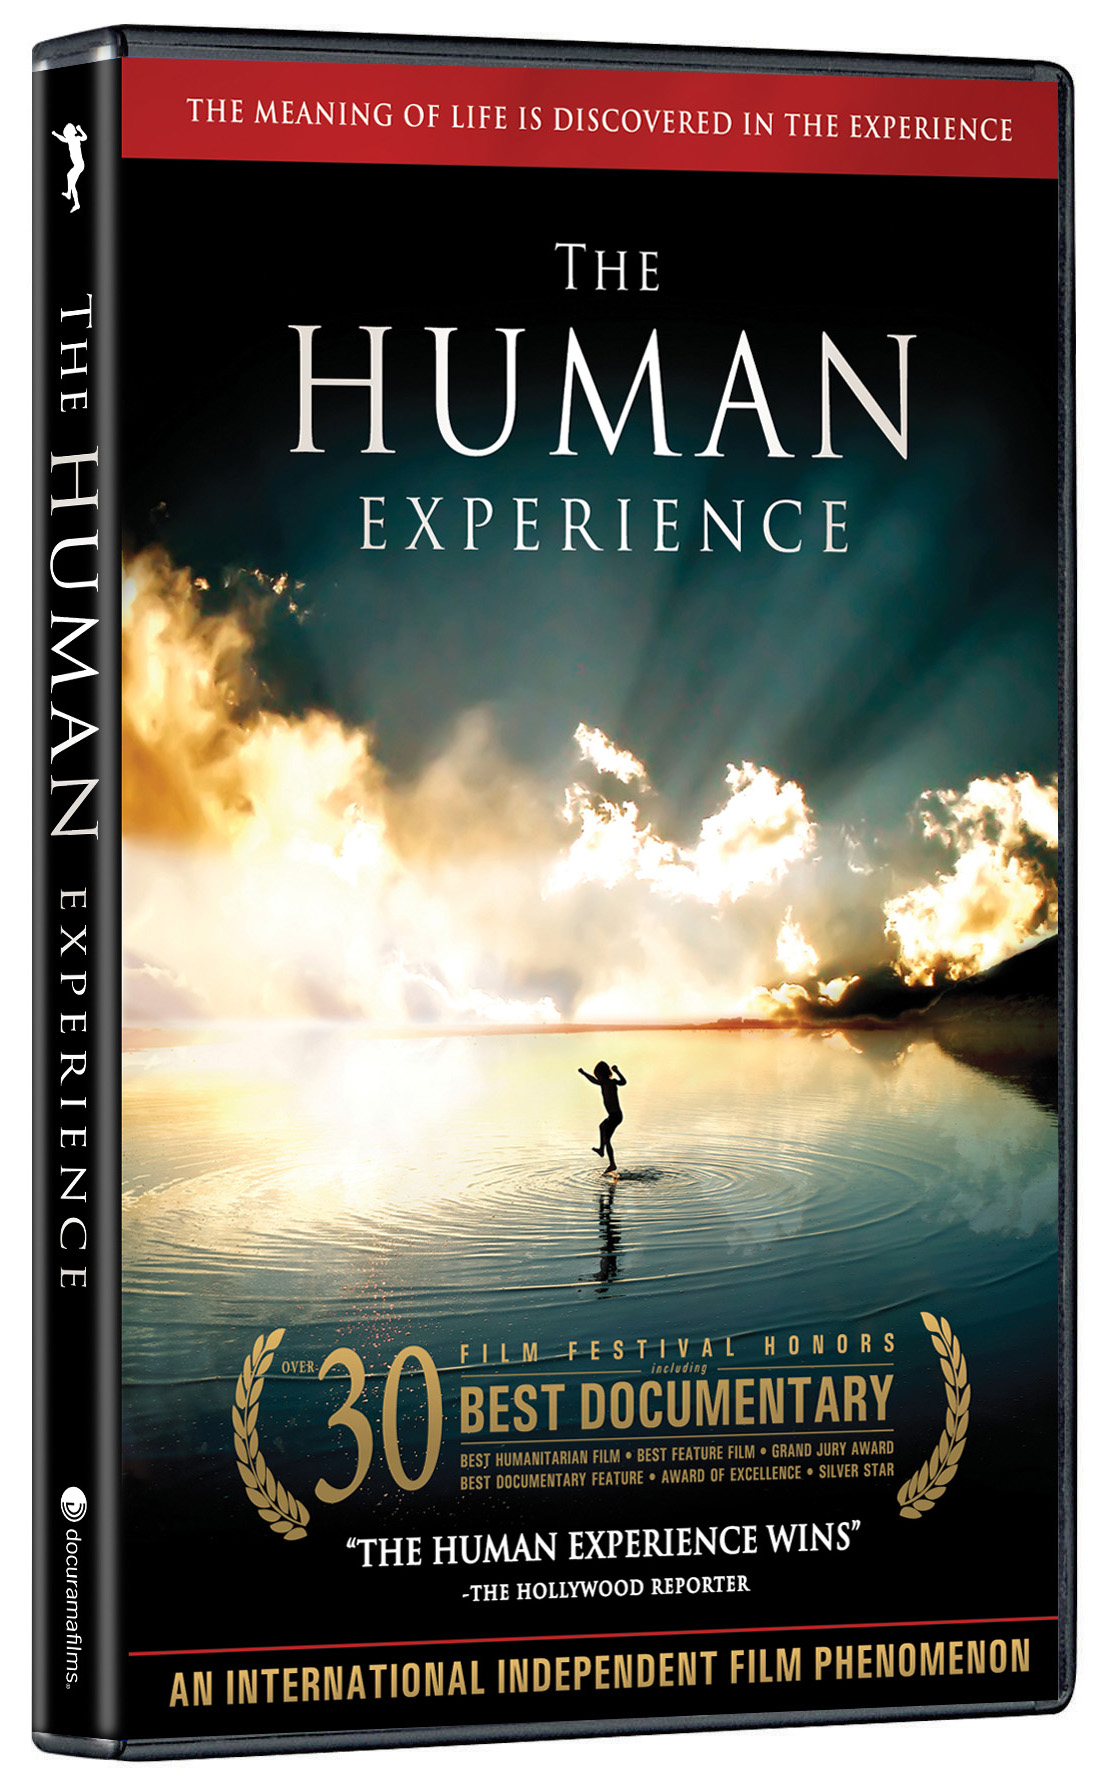 THE MEANING OF LIFE IS DISCOVERED IN THE EXPERIENCE
THE
HUMAN
EXPERIENCE
OVER 30
FILM FESTIVAL HONORS
including
BEST DOCUMENTARY
BEST HUMANITARIAN FILM • BEST FEATURE FILM • GRAND JURY AWARD
BEST DOCUMENTARY FEATURE • AWARD OF EXCELLENCE • SILVER STAR
“THE HUMAN EXPERIENCE WINS”
-THE HOLLYWOOD REPORTER
AN INTERNATIONAL INDEPENDENT FILM PHENOMENON
THE HUMAN EXPERIENCE
docuramafilms®